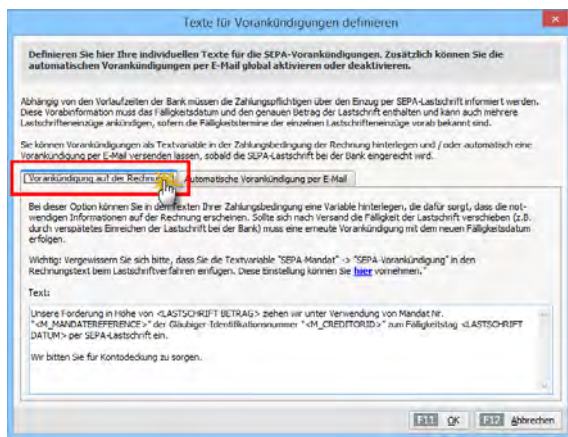 Texte für Vorankündigungen definieren
Definieren Sie hier Ihre individuellen Texte für die SEPA-Vorankündigungen. Zusätzlich können Sie die
automatischen Vorankündigungen per E-Mail global aktivieren oder deaktivieren.
Abhängig von den Vorlaufzeiten der Bank müssen die Zahlungspflichtigen über den Einzug per SEPA-Lastschrift informiert werden.
Diese Vorabinformation muss das Fälligkeitsdatum und den genauen Betrag der Lastschrift enthalten und kann auch mehrere
Lastschrifteneinzüge ankündigen, sofern die Fälligkeitstermine der einzelnen Lastschrifteneinzüge vorab bekannt sind.
Sie können Vorankündigungen als Textvariable in der Zahlungsbedingung der Rechnung hinterlegen und / oder automatisch eine
Vorankündigung per E-Mail versenden lassen, sobald die SEPA-Lastschrift bei der Bank eingereicht wird.
Vorankündigung auf der Rechnu Automatische Vorankündigung per E-Mail
Bei dieser Option können Sie in den Texten Ihrer Zahlungsbedingung eine Variable hinterlegen, die dafür sorgt, dass die not-
wendigen Informationen auf der Rechnung erscheinen. Sollte sich nach Versand die Fälligkeit der Lastschrift verschieben (z.B.
durch verspätetes Einreichen der Lastschrift bei der Bank) muss eine erneute Vorankündigung mit dem neuen Fälligkeitsdatum
erfolgen.
Wichtig: Vergewissern Sie sich bitte, dass Sie die Textvariable "SEPA-Mandat" -> "SEPA-Vorankündigung" in den
Rechnungstext beim Lastschriftverfahren einfügen. Diese Einstellung können Sie hier vornehmen."
Text:
Unsere Forderung in Höhe von <LASTSCHRIFT BETRAG> ziehen wir unter Verwendung von Mandat Nr.
"<M_MANDATEREFERENCE>" der Gläubiger-Identifikationsnummer "<M_CREDITORID>" zum Fälligkeitstag <LASTSCHRIFT
DATUM> per SEPA-Lastschrift ein.
Wir bitten Sie für Kontodeckung zu sorgen.
F11 OK F12 Abbrechen